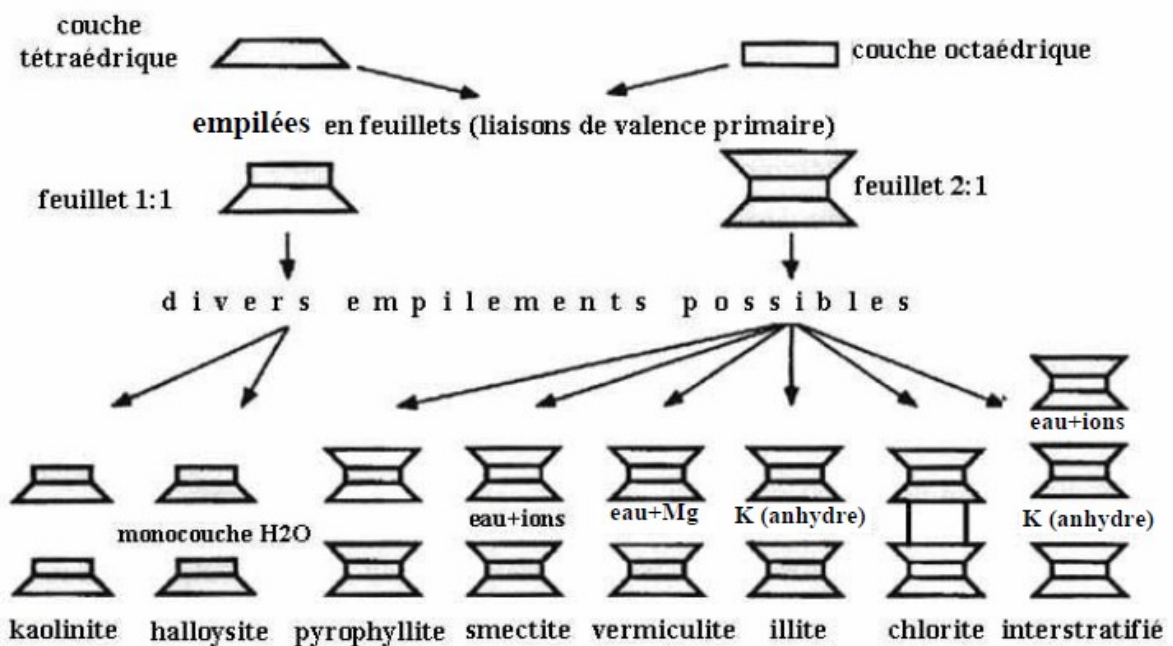 couche
tétraédrique
couche octaédrique
empilées en feuillets (liaisons de valence primaire)
feuillet 1:1
feuillet 2:1
divers empilements possibles
eau+ions
monocouche H2O
eau+ions
eau+Mg
K (anhydre)
K (anhydre)
kaolinite halloysite pyrophyllite smectite vermiculite illite chlorite interstratifié